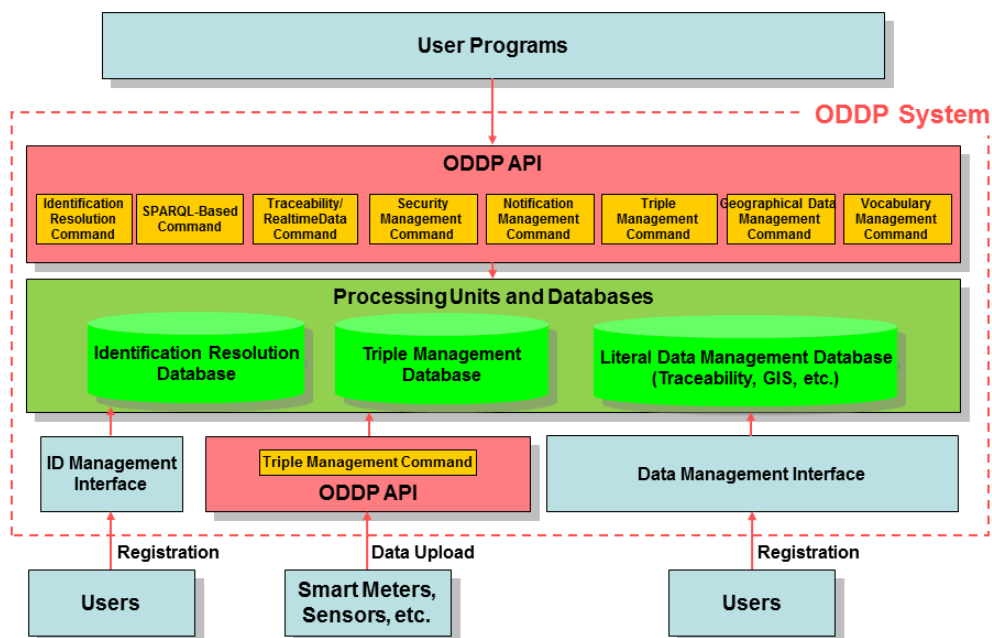 User Programs
ODDP System
ODDP API
Identification
Resolution
Command
SPARQL-Based
Command
Traceability/
RealtimeData
Command
Security
Management
Command
Notification
Management
Command
Triple
Management
Command
Geographical Data
Management
Command
Vocabulary
Management
Command
Processing Units and Databases
Identification Resolution
Database
Triple Management
Database
Literal Data Management Database
(Traceability, GIS, etc.)
ID Management
Interface
Triple Management Command
ODDP API
Data Management Interface
Registration
Data Upload
Registration
Users
Smart Meters,
Sensors, etc.
Users